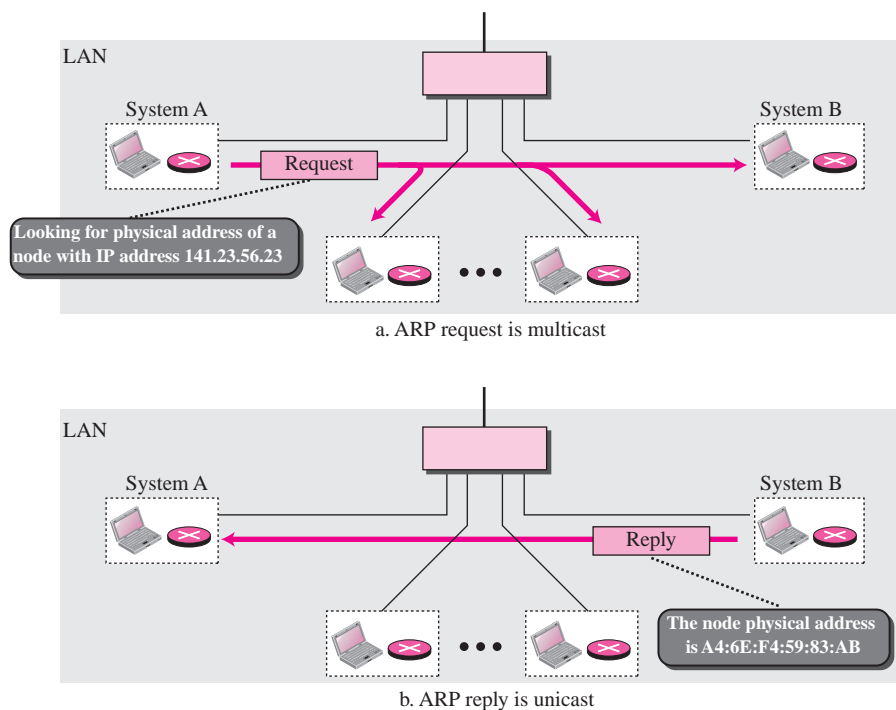 LAN
System A
System B
Request
Looking for physical address of a
node with IP address 141.23.56.23
a. ARP request is multicast
LAN
System A
System B
Reply
The node physical address
is A4:6E:F4:59:83:AB
b. ARP reply is unicast